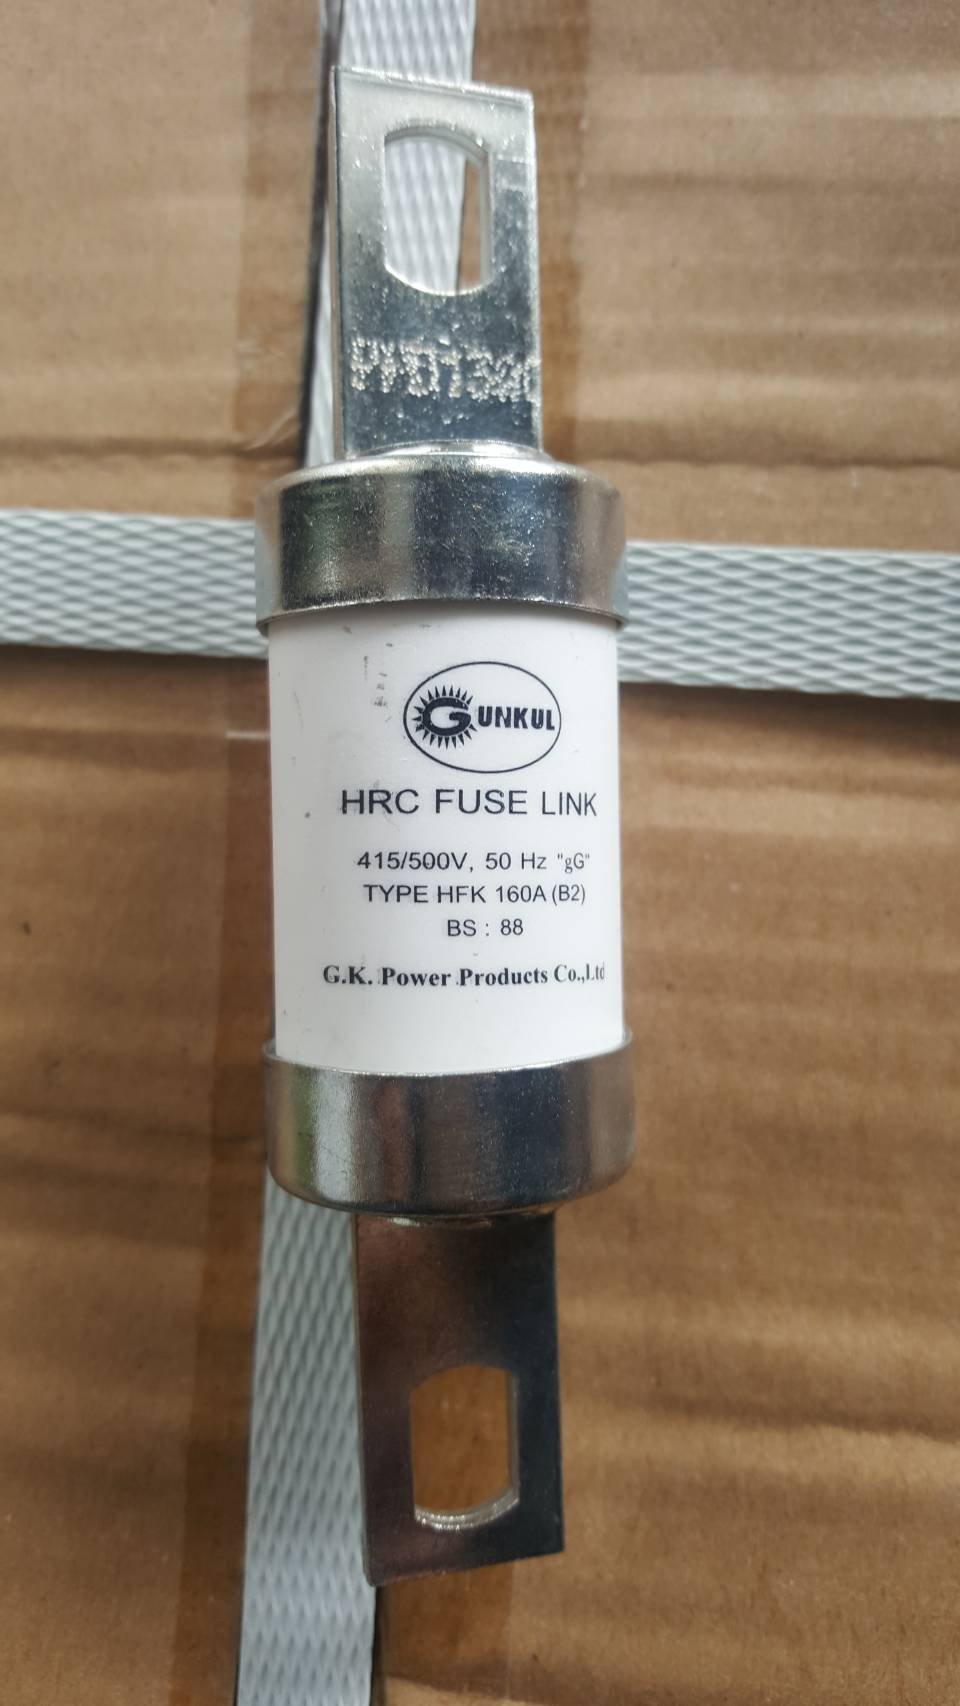 GUNKUL
HRC FUSE LINK
415/500V, 50 Hz "gG"
TYPE HFK 160A (B2)
BS : 88
G.K. Power Products Co.,Ltd